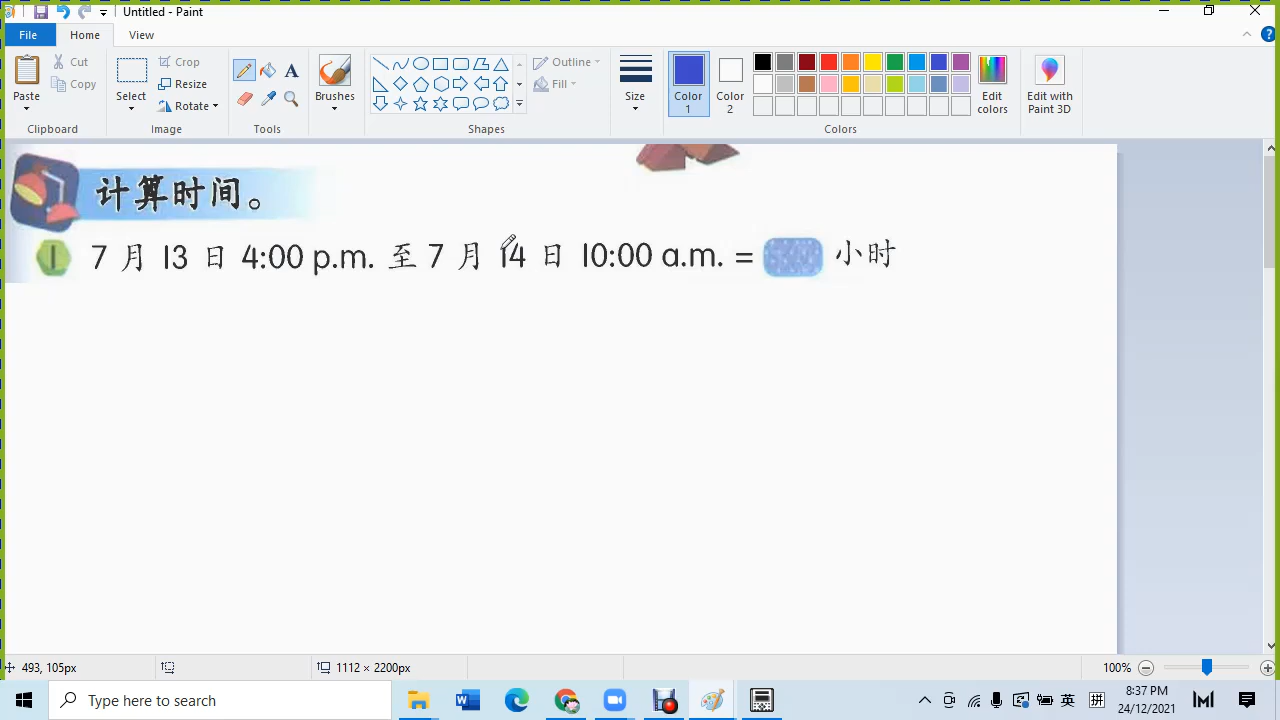 Untitled - Paint
File Home View
Cut
Copy
Paste
Clipboard
Select
Crop
Resize
Rotate
Image
Tools
Brushes
Shapes
Outline
Fill
Size
Color 1
Color 2
Colors
Edit colors
Edit with Paint 3D
计算时间。
1 7 月 13 日 4:00 p.m. 至 7 月 14 日 10:00 a.m. = 小时
493, 105px
1112 × 2200px
100%
Type here to search
英
拼
8:37 PM
24/12/2021